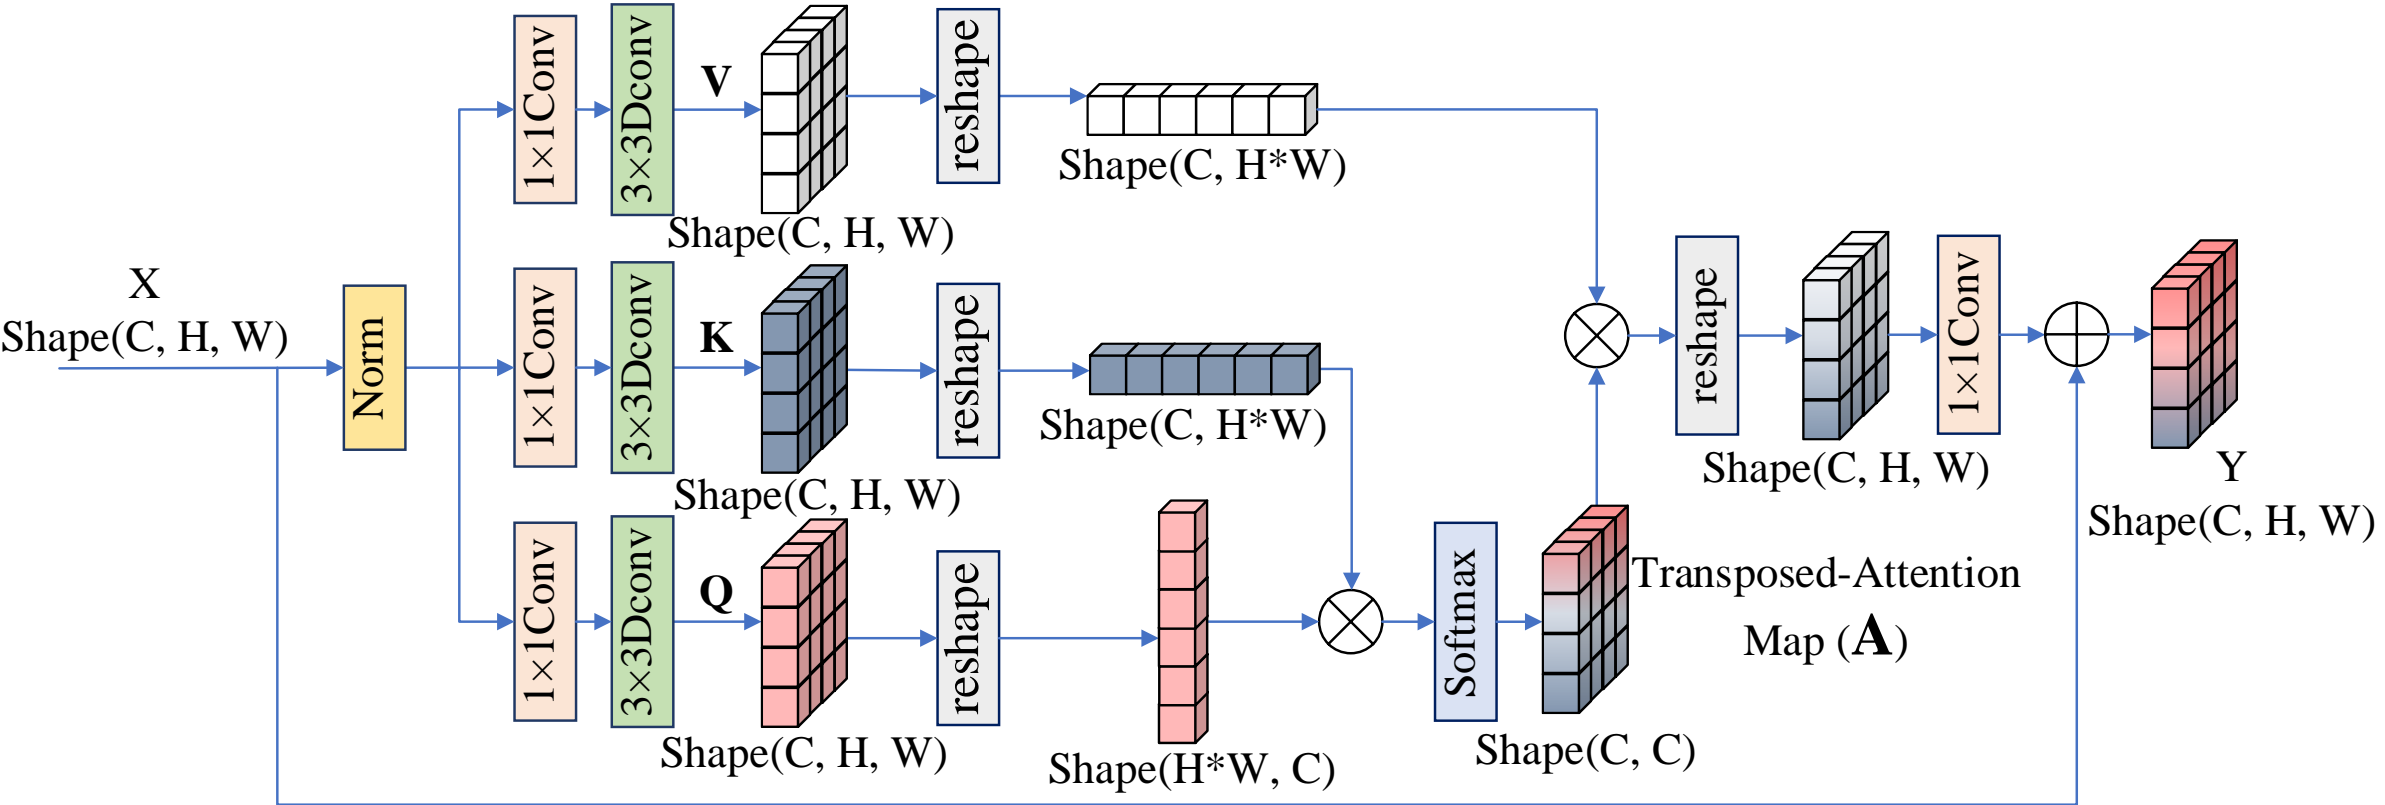 X
Shape(C, H, W)
Norm
1×1Conv
3×3Dconv
V
Shape(C, H, W)
reshape
Shape(C, H*W)
1×1Conv
3×3Dconv
K
Shape(C, H, W)
reshape
Shape(C, H*W)
1×1Conv
3×3Dconv
Q
Shape(C, H, W)
reshape
Shape(H*W, C)
Softmax
Shape(C, C)
Transposed-Attention
Map (A)
reshape
Shape(C, H, W)
1×1Conv
Y
Shape(C, H, W)